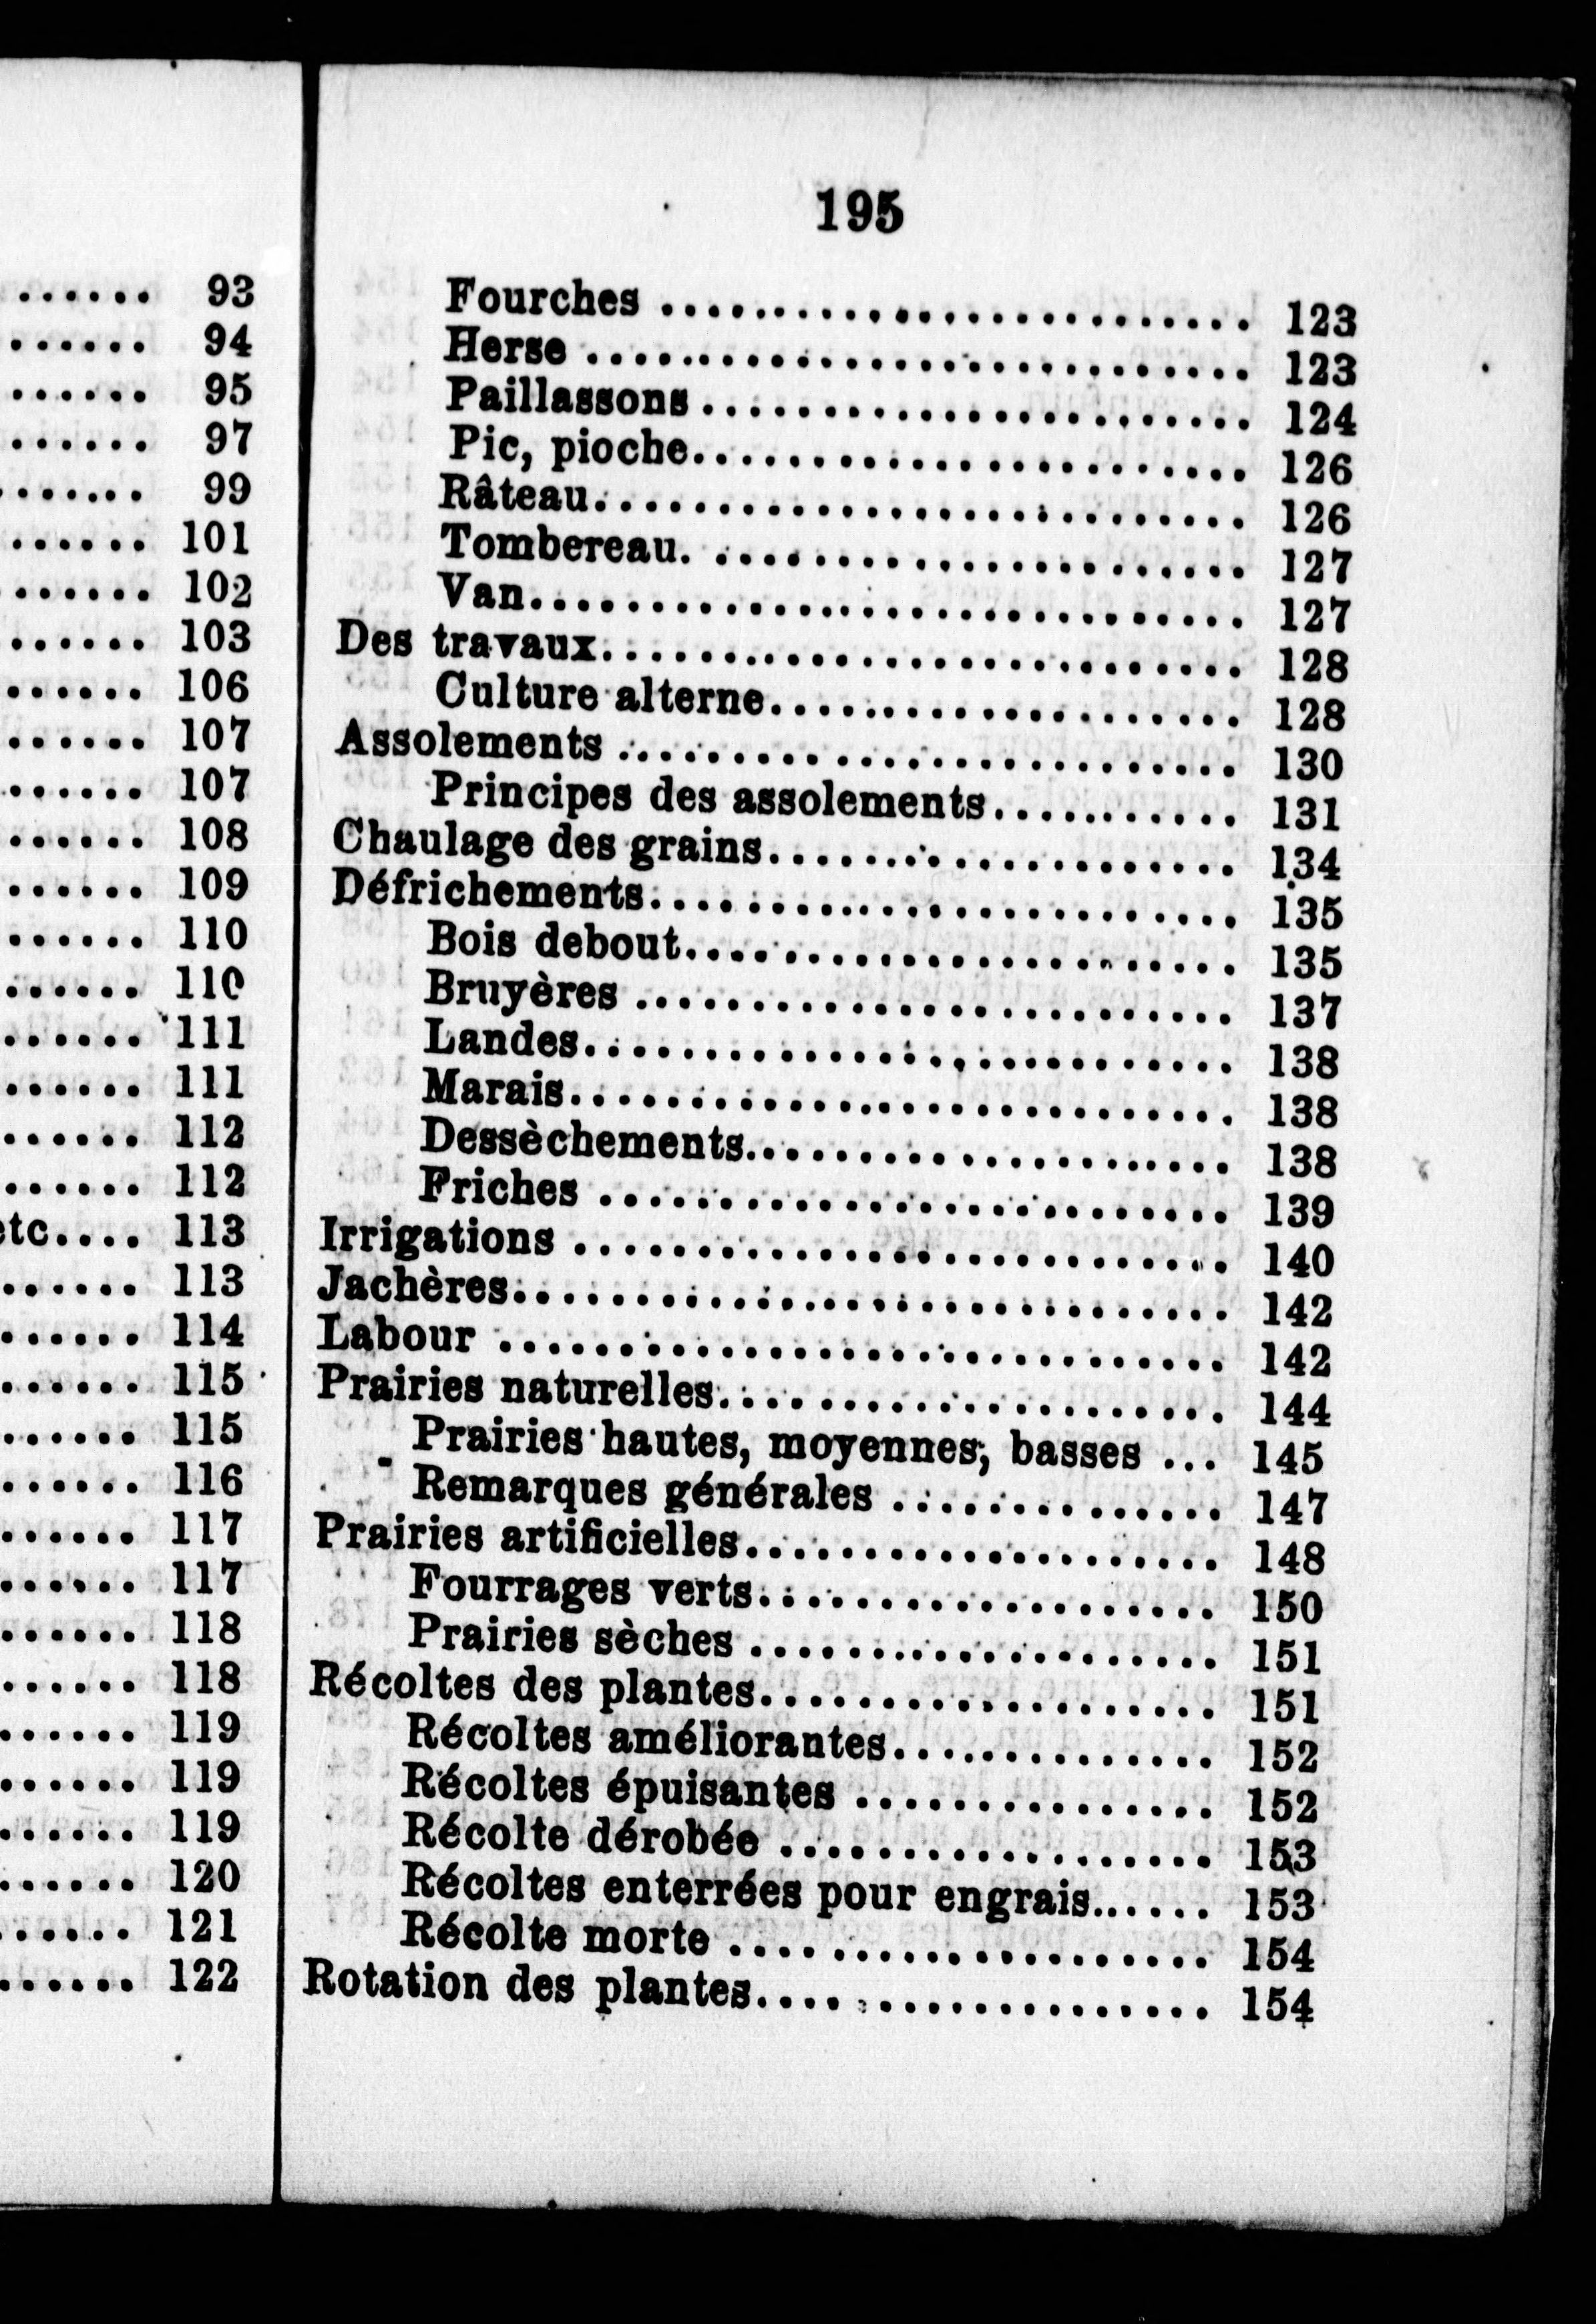 ...... 93
...... 94
...... 95
...... 97
....... 99
...... 101
...... 102
...... 103
...... 106
...... 107
...... 107
...... 108
...... 109
...... 110
...... 110
...... 111
...... 111
...... 112
...... 112
etc.... 113
...... 113
...... 114
...... 115
...... 115
...... 116
...... 117
...... 117
...... 118
...... 118
...... 119
...... 119
...... 119
...... 120
...... 121
...... 122
195
Fourches ........................ 123
Herse ........................... 123
Paillassons ....................... 124
Pic, pioche....................... 126
Râteau........................... 126
Tombereau. ...................... 127
Van.............................. 127
Des travaux........................... 128
Culture alterne.................... 128
Assolements .......................... 130
Principes des assolements.......... 131
Chaulage des grains.................... 134
Défrichements......................... 135
Bois debout....................... 135
Bruyères ......................... 137
Landes........................... 138
Marais............................ 138
Dessèchements.................... 138
Friches .......................... 139
Irrigations ........................... 140
Jachères.............................. 142
Labour .............................. 142
Prairies naturelles..................... 144
Prairies hautes, moyennes, basses ... 145
Remarques générales .............. 147
Prairies artificielles.................... 148
Fourrages verts................... 150
Prairies sèches ................... 151
Récoltes des plantes................... 151
Récoltes améliorantes.............. 152
Récoltes épuisantes ............... 152
Récolte dérobée .................. 153
Récoltes enterrées pour engrais...... 153
Récolte morte .................... 154
Rotation des plantes................... 154